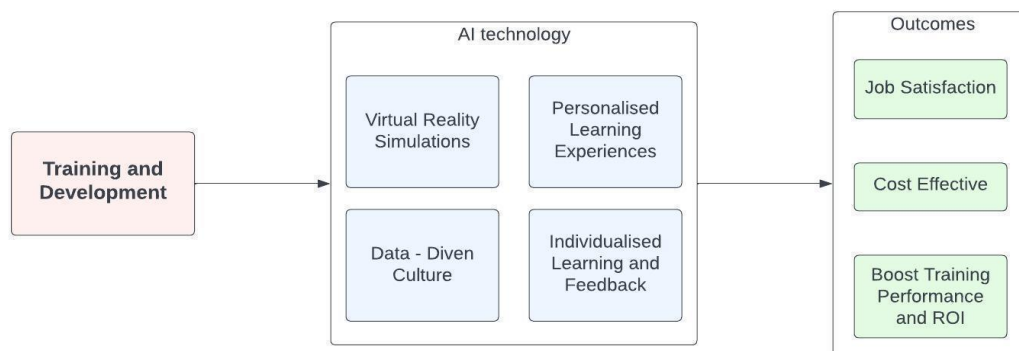 Training and
Development
AI technology
Virtual Reality
Simulations
Personalised
Learning
Experiences
Data - Diven
Culture
Individualised
Learning and
Feedback
Outcomes
Job Satisfaction
Cost Effective
Boost Training
Performance
and ROI